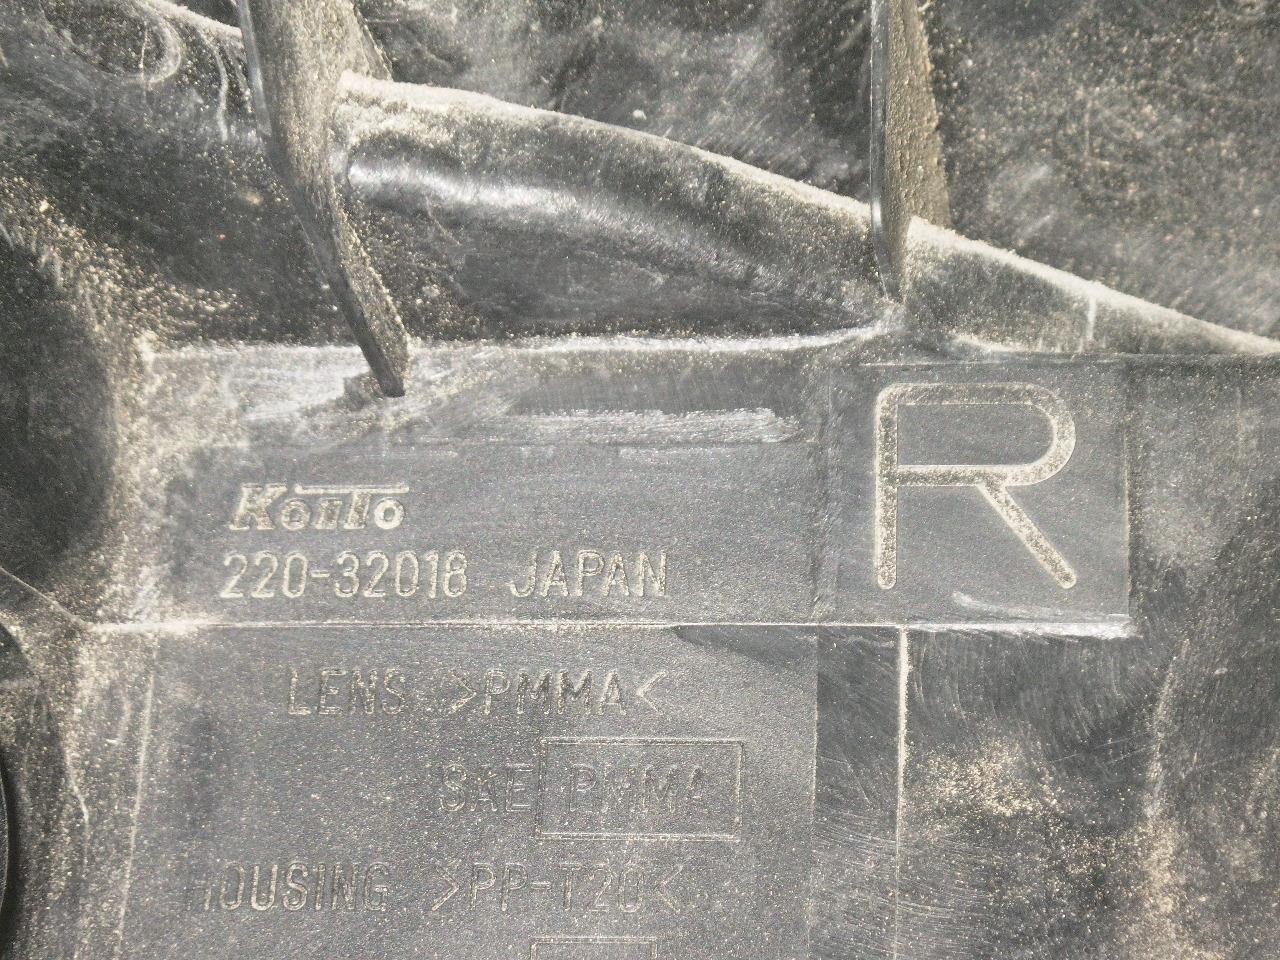 Koito
220-32018 JAPAN
R
LENS >PMMA<
SAE PMMA
HOUSING >PP-T20<